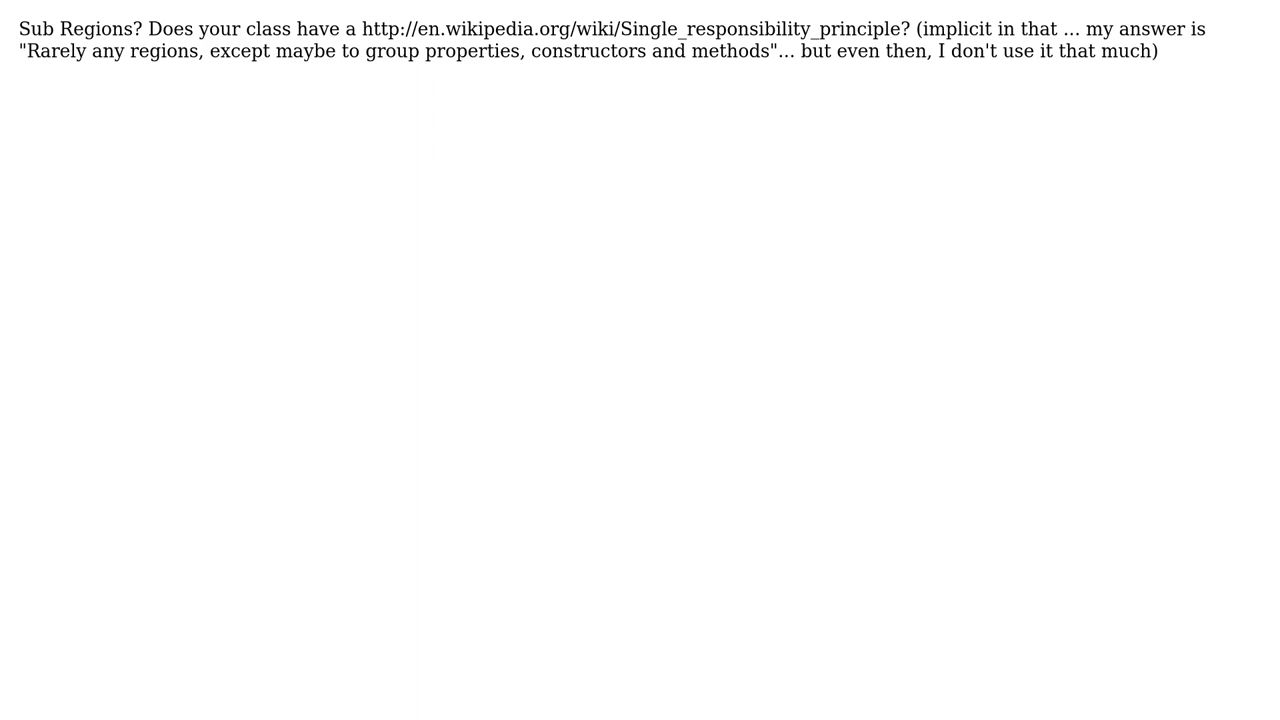 Sub Regions? Does your class have a http://en.wikipedia.org/wiki/Single_responsibility_principle? (implicit in that ... my answer is
"Rarely any regions, except maybe to group properties, constructors and methods"... but even then, I don't use it that much)